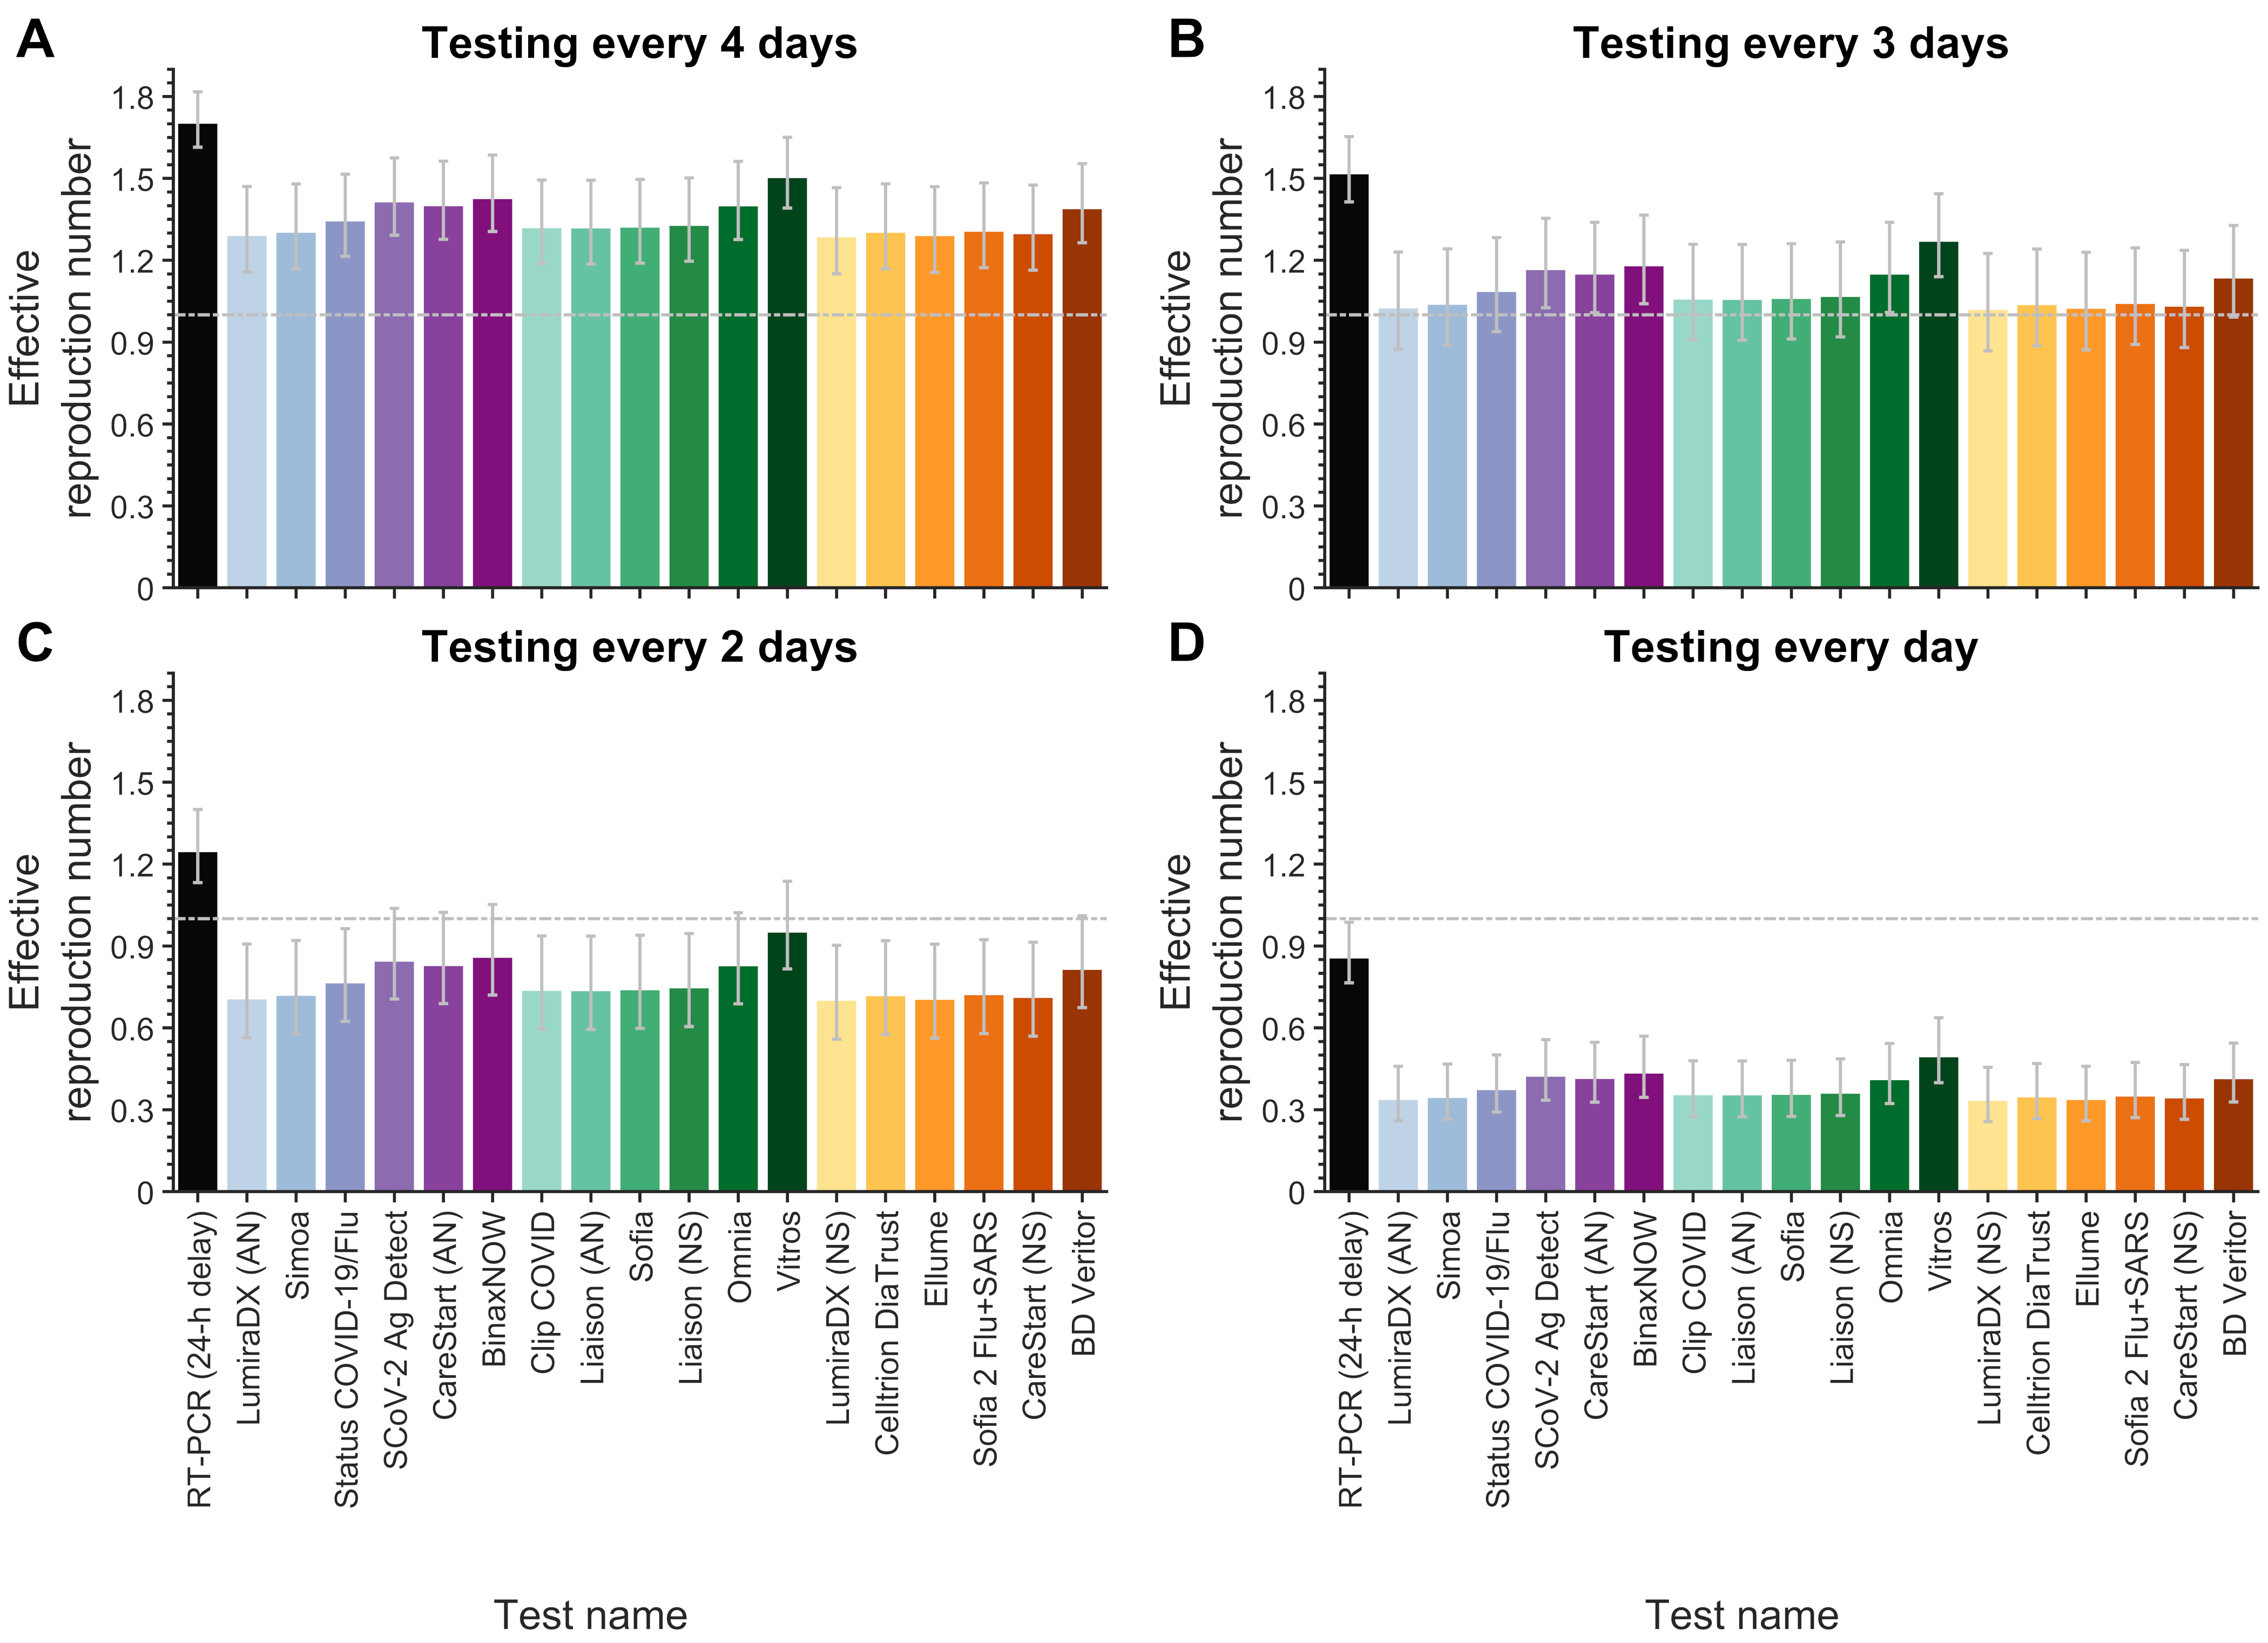 A
Testing every 4 days
Effective
reproduction number
1.8
1.5
1.2
0.9
0.6
0.3
0
B
Testing every 3 days
Effective
reproduction number
1.8
1.5
1.2
0.9
0.6
0.3
0
C
Testing every 2 days
Effective
reproduction number
1.8
1.5
1.2
0.9
0.6
0.3
0
RT-PCR (24-h delay)
LumiraDX (AN)
Simoa
Status COVID-19/Flu
SCoV-2 Ag Detect
CareStart (AN)
BinaxNOW
Clip COVID
Liaison (AN)
Sofia
Liaison (NS)
Omnia
Vitros
LumiraDX (NS)
Celltrion DiaTrust
Ellume
Sofia 2 Flu+SARS
CareStart (NS)
BD Veritor
Test name
D
Testing every day
Effective
reproduction number
1.8
1.5
1.2
0.9
0.6
0.3
0
RT-PCR (24-h delay)
LumiraDX (AN)
Simoa
Status COVID-19/Flu
SCoV-2 Ag Detect
CareStart (AN)
BinaxNOW
Clip COVID
Liaison (AN)
Sofia
Liaison (NS)
Omnia
Vitros
LumiraDX (NS)
Celltrion DiaTrust
Ellume
Sofia 2 Flu+SARS
CareStart (NS)
BD Veritor
Test name